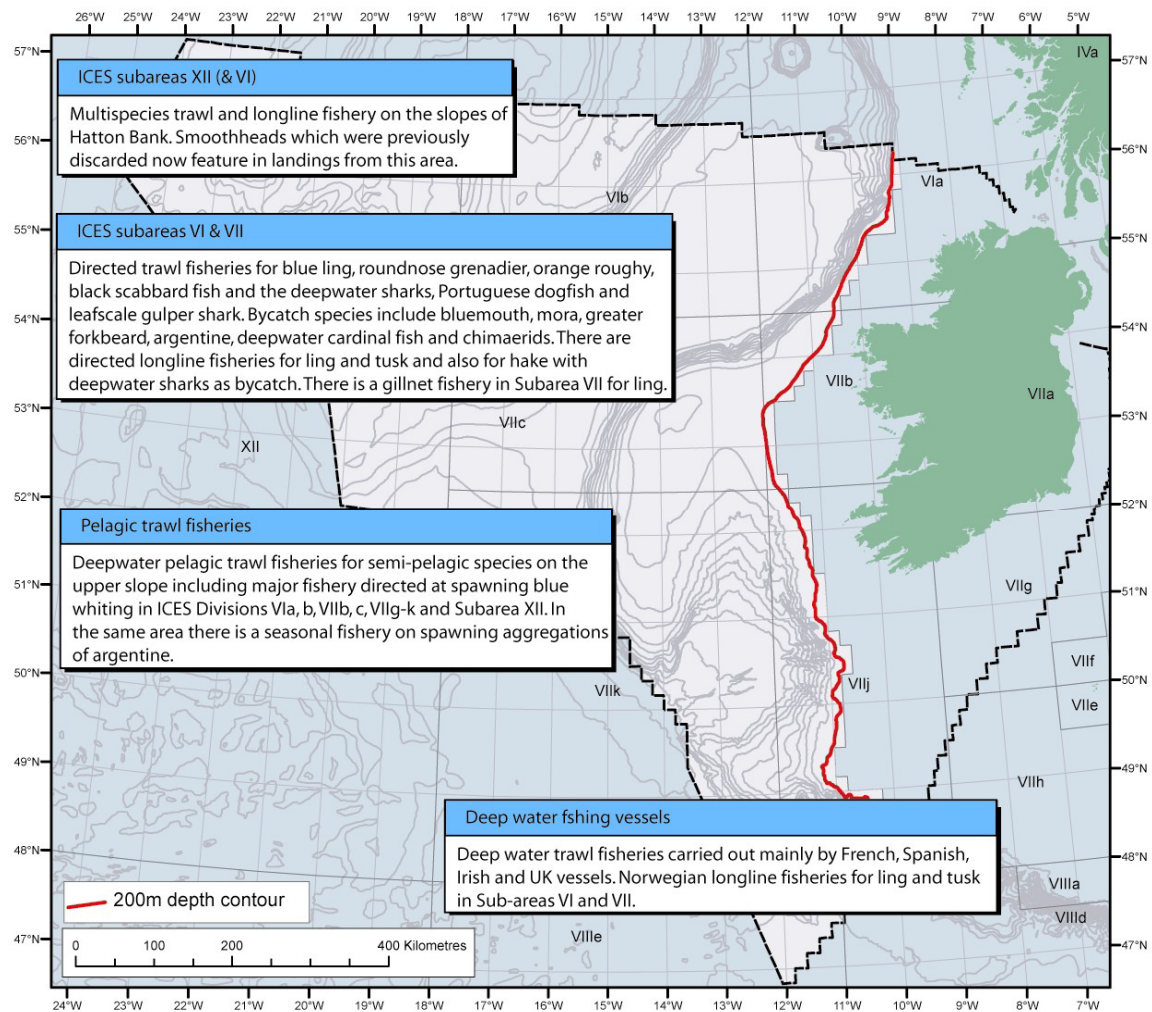 26°W 25°W 24°W 23°W 22°W 21°W 20°W 19°W 18°W 17°W 16°W 15°W 14°W 13°W 12°W 11°W 10°W 9°W 8°W 7°W 6°W 5°W
57°N
57°N
IVa
ICES subareas XII (& VI)
Multispecies trawl and longline fishery on the slopes of
Hatton Bank. Smoothheads which were previously
discarded now feature in landings from this area.
56°N
56°N
VIa
VIb
ICES subareas VI & VII
Directed trawl fisheries for blue ling, roundnose grenadier, orange roughy,
black scabbard fish and the deepwater sharks, Portuguese dogfish and
leafscale gulper shark. Bycatch species include bluemouth, mora, greater
forkbeard, argentine, deepwater cardinal fish and chimaerids. There are
directed longline fisheries for ling and tusk and also for hake with
deepwater sharks as bycatch. There is a gillnet fishery in Subarea VII for ling.
55°N
55°N
54°N
54°N
VIIb
VIIa
53°N
53°N
VIIc
XII
52°N
52°N
Pelagic trawl fisheries
Deepwater pelagic trawl fisheries for semi-pelagic species on the
upper slope including major fishery directed at spawning blue
whiting in ICES Divisions VIa, b, VIIb, c, VIIg-k and Subarea XII. In
the same area there is a seasonal fishery on spawning aggregations
of argentine.
51°N
51°N
VIIg
VIIf
50°N
50°N
VIIk
VIIj
VIIe
49°N
49°N
VIIh
Deep water fshing vessels
Deep water trawl fisheries carried out mainly by French, Spanish,
Irish and UK vessels. Norwegian longline fisheries for ling and tusk
in Sub-areas VI and VII.
48°N
48°N
VIIIa
VIIId
200m depth contour
47°N
47°N
VIIIe
0 100 200 400 Kilometres
24°W 23°W 22°W 21°W 20°W 19°W 18°W 17°W 16°W 15°W 14°W 13°W 12°W 11°W 10°W 9°W 8°W 7°W